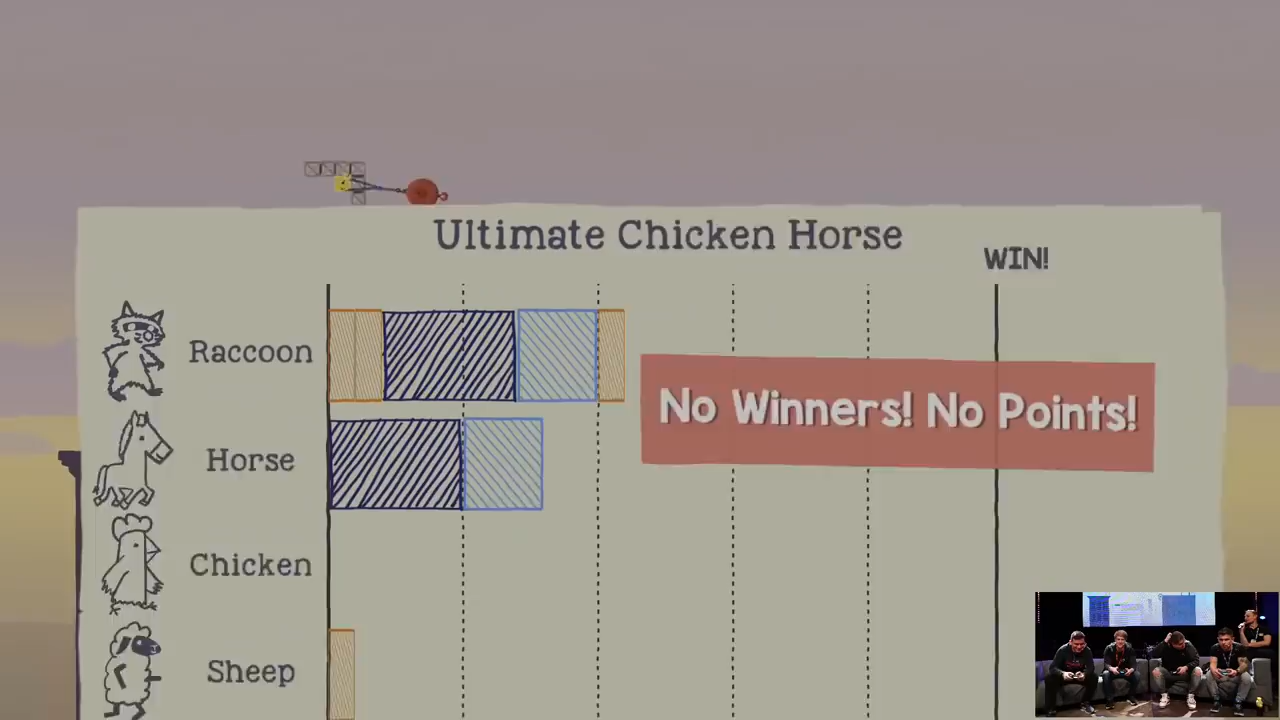 Ultimate Chicken Horse
WIN!
Raccoon
No Winners! No Points!
Horse
Chicken
Sheep